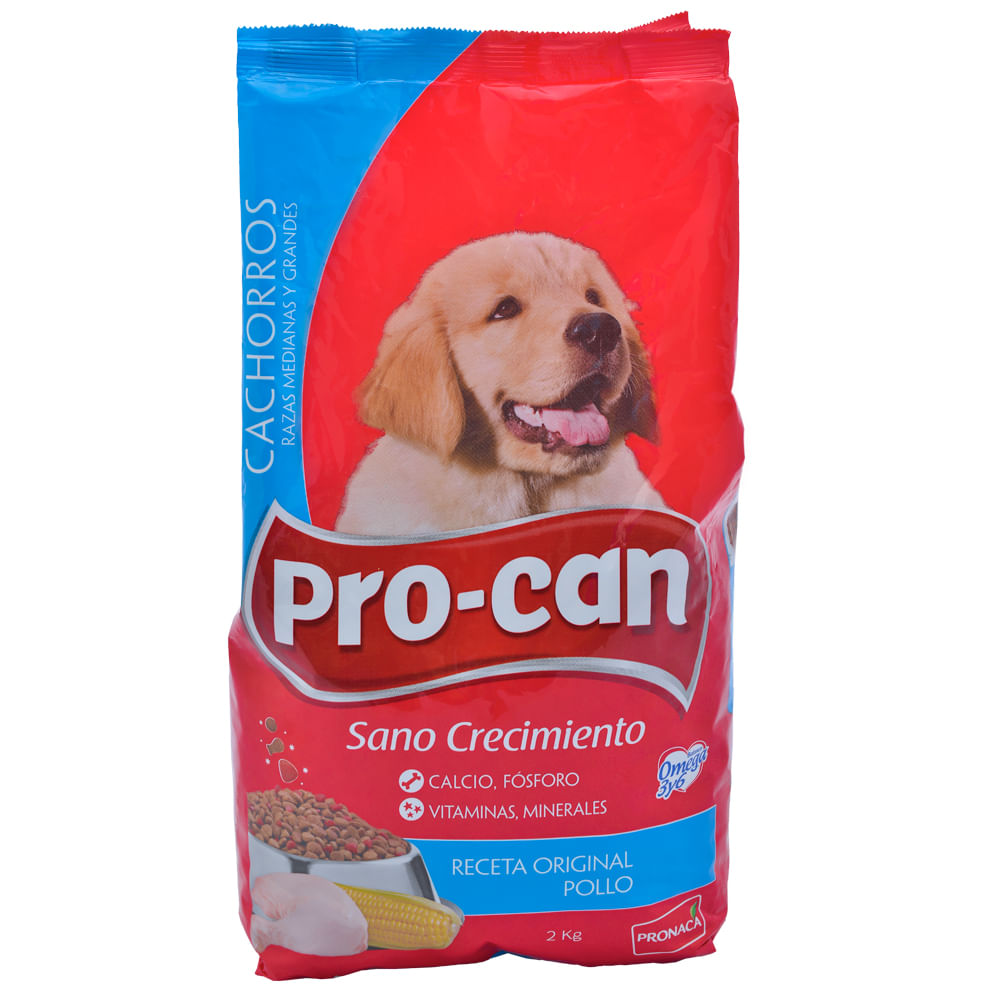 CACHORROS
RAZAS MEDIANAS Y GRANDES
Pro-can
Sano Crecimiento
CALCIO, FÓSFORO
VITAMINAS, MINERALES
Omega
3y6
RECETA ORIGINAL
POLLO
2 Kg
PRONACA